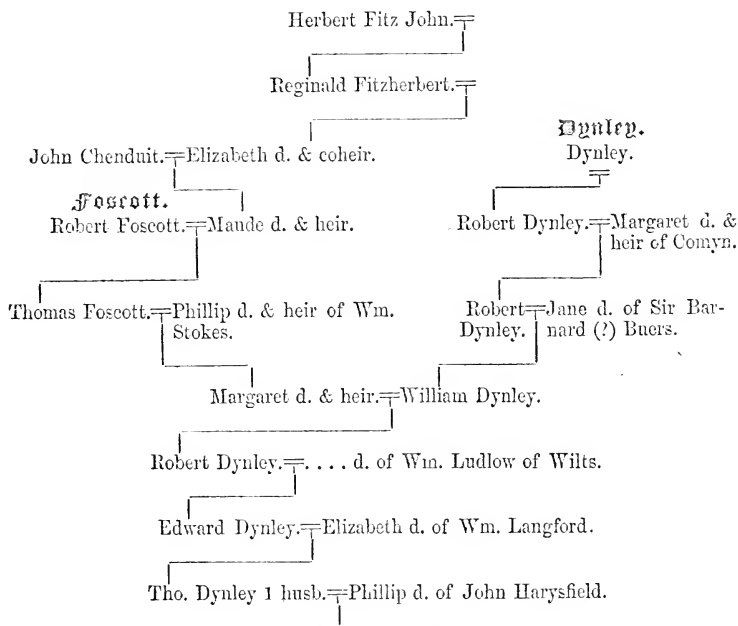 Herbert Fitz John.
Reginald Fitzherbert.
Dynley.
John Chenduit. Elizabeth d. & coheir. Dynley.
Foscott.
Robert Foscott. Maude d. & heir. Robert Dynley. Margaret d. &
heir of Comyn.
Thomas Foscott. Phillip d. & heir of Wm. Robert Jane d. of Sir Bar-
Stokes. Dynley. nard (?) Buers.
Margaret d. & heir. William Dynley.
Robert Dynley. . . . . d. of Wm. Ludlow of Wilts.
Edward Dynley. Elizabeth d. of Wm. Langford.
Tho. Dynley 1 husb. Phillip d. of John Harysfield.